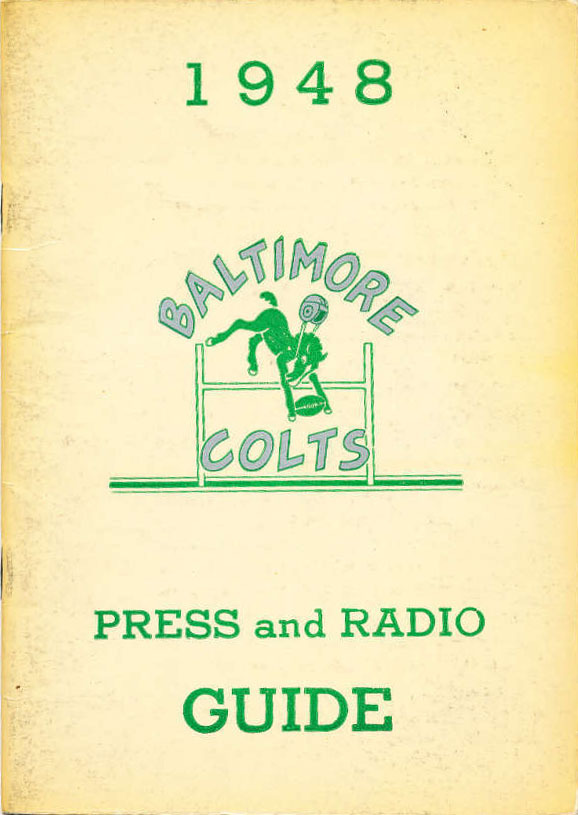 1948
BALTIMORE
COLTS
PRESS and RADIO
GUIDE